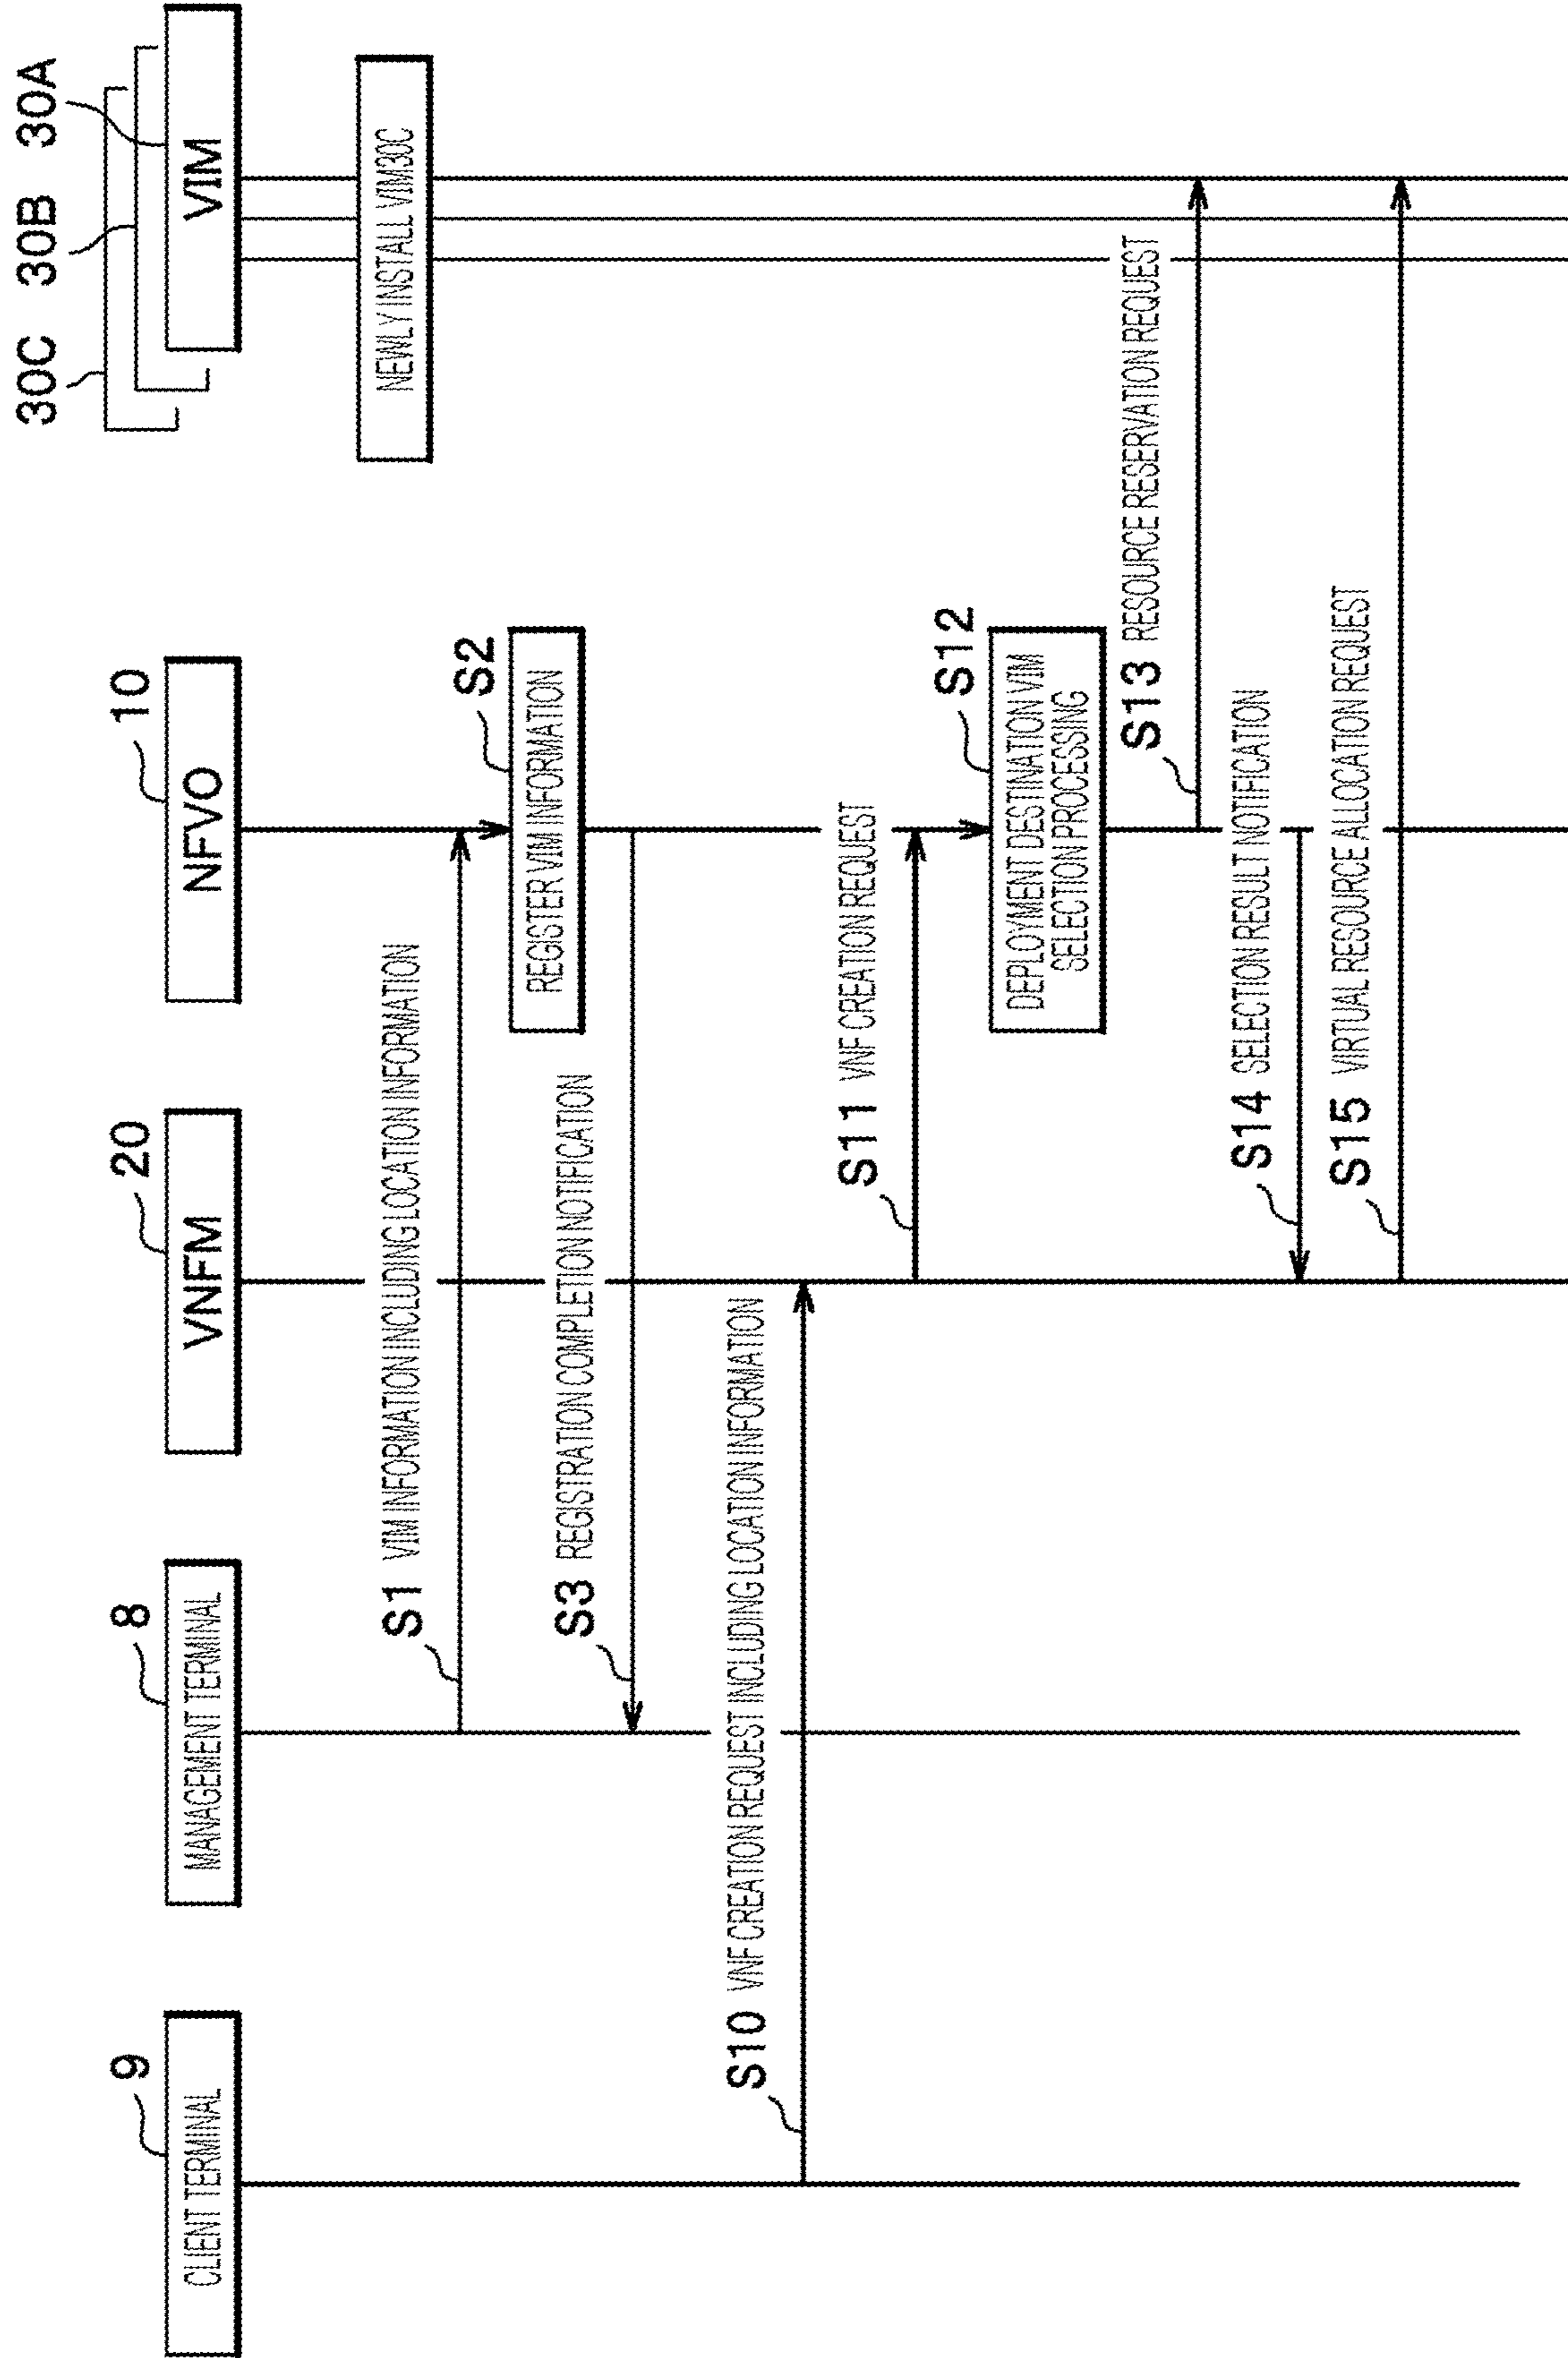 9
8
20
10
30C
30B
30A
CLIENT TERMINAL
MANAGEMENT TERMINAL
VNFM
NFVO
VIM
NEWLY INSTALL VIM30C
S1 VIM INFORMATION INCLUDING LOCATION INFORMATION
S2
REGISTER VIM INFORMATION
S3 REGISTRATION COMPLETION NOTIFICATION
S10 VNF CREATION REQUEST INCLUDING LOCATION INFORMATION
S11 VNF CREATION REQUEST
S12
DEPLOYMENT DESTINATION VIM
SELECTION PROCESSING
S13 RESOURCE RESERVATION REQUEST
S14 SELECTION RESULT NOTIFICATION
S15 VIRTUAL RESOURCE ALLOCATION REQUEST